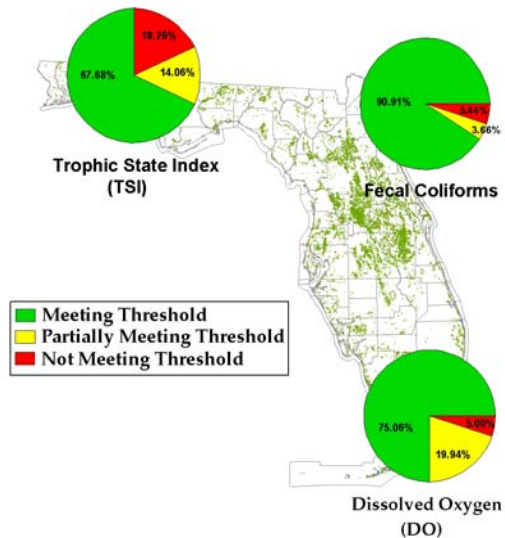 18.26%
67.68%
14.06%
Trophic State Index
(TSI)
90.91%
5.44%
3.66%
Fecal Coliforms
Meeting Threshold
Partially Meeting Threshold
Not Meeting Threshold
75.06%
5.00%
19.94%
Dissolved Oxygen
(DO)